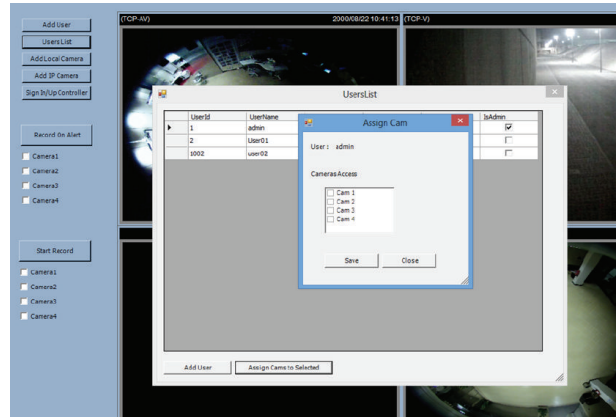 (TCP-AV)
2000/08/22 10:41:13
(TCP-V)
Add User
UsersList
Add Local Camera
Add IP Camera
Sign In/Up Controller
Record On Alert
Camera1
Camera2
Camera3
Camera4
Start Record
Camera1
Camera2
Camera3
Camera4
UsersList
UserId UserName IsAdmn
1 admin
2 User01
1002 user02
Assign Cam
User : admin
Cameras Access
Cam 1
Cam 2
Cam 3
Cam 4
Save Close
Add User Assign Cams to Selected